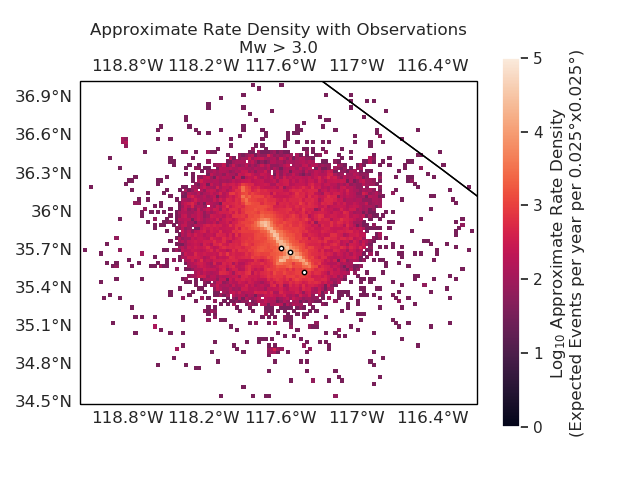 Approximate Rate Density with Observations
Mw > 3.0
118.8°W 118.2°W 117.6°W 117°W 116.4°W
36.9°N
36.6°N
36.3°N
36°N
35.7°N
35.4°N
35.1°N
34.8°N
34.5°N
118.8°W 118.2°W 117.6°W 117°W 116.4°W
5
4
3
2
1
0
Log₁₀ Approximate Rate Density
(Expected Events per year per 0.025°x0.025°)